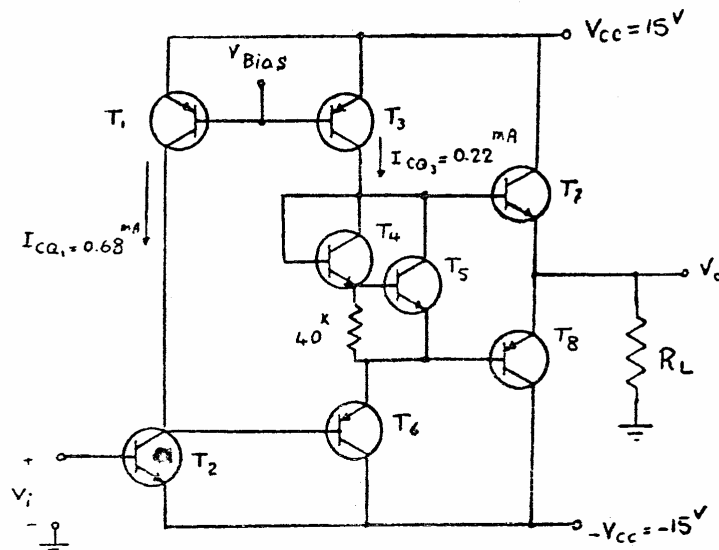 V_CC = 15^V
V_Bias
T_1
T_3
I_CQ3 = 0.22^mA
T_7
I_CQ1 = 0.68^mA
T_4
T_5
V_o
40^K
T_8
R_L
T_6
+
T_2
V_i
-
-V_CC = -15^V